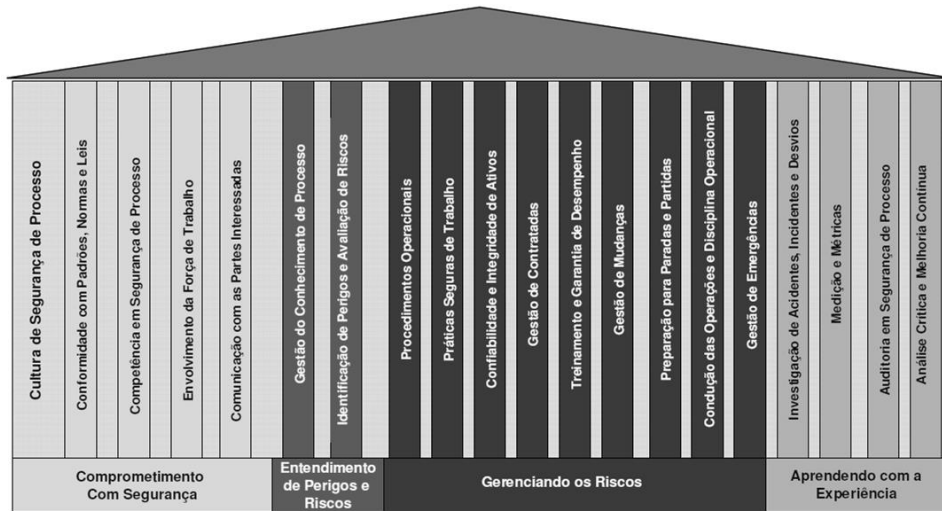 Cultura de Segurança de Processo
Conformidade com Padrões, Normas e Leis
Competência em Segurança de Processo
Envolvimento da Força de Trabalho
Comunicação com as Partes Interessadas
Gestão do Conhecimento de Processo
Identificação de Perigos e Avaliação de Riscos
Procedimentos Operacionais
Práticas Seguras de Trabalho
Confiabilidade e Integridade de Ativos
Gestão de Contratadas
Treinamento e Garantia de Desempenho
Gestão de Mudanças
Preparação para Paradas e Partidas
Condução das Operações e Disciplina Operacional
Gestão de Emergências
Investigação de Acidentes, Incidentes e Desvios
Medição e Métricas
Auditoria em Segurança de Processo
Análise Crítica e Melhoria Contínua
Comprometimento
Com Segurança
Entendimento
de Perigos e
Riscos
Gerenciando os Riscos
Aprendendo com a
Experiência